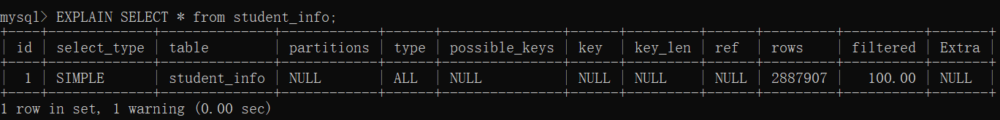 mysql> EXPLAIN SELECT * from student_info;
+----+-------------+--------------+------------+------+---------------+------+---------+------+---------+----------+-------+
| id | select_type | table        | partitions | type | possible_keys | key  | key_len | ref  | rows    | filtered | Extra |
+----+-------------+--------------+------------+------+---------------+------+---------+------+---------+----------+-------+
|  1 | SIMPLE      | student_info | NULL       | ALL  | NULL          | NULL | NULL    | NULL | 2887907 |   100.00 | NULL  |
+----+-------------+--------------+------------+------+---------------+------+---------+------+---------+----------+-------+
1 row in set, 1 warning (0.00 sec)